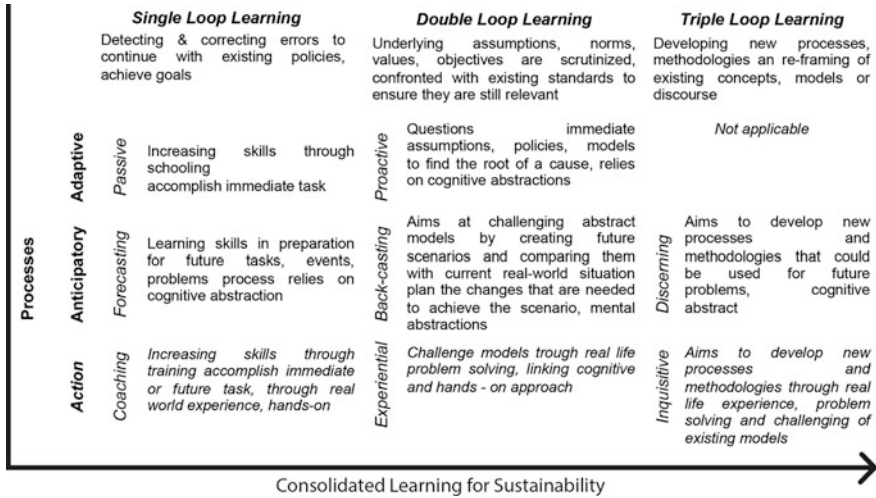 Single Loop Learning
Detecting & correcting errors to
continue with existing policies,
achieve goals
Double Loop Learning
Underlying assumptions, norms,
values, objectives are scrutinized,
confronted with existing standards to
ensure they are still relevant
Triple Loop Learning
Developing new processes,
methodologies an re-framing of
existing concepts, models or
discourse
Processes
Adaptive
Passive
Increasing skills through
schooling
accomplish immediate task
Proactive
Questions immediate
assumptions, policies, models
to find the root of a cause, relies
on cognitive abstractions
Not applicable
Anticipatory
Forecasting
Learning skills in preparation
for future tasks, events,
problems process relies on
cognitive abstraction
Back-casting
Aims at challenging abstract
models by creating future
scenarios and comparing them
with current real-world situation
plan the changes that are needed
to achieve the scenario, mental
abstractions
Discerning
Aims to develop new
processes and
methodologies that could
be used for future
problems, cognitive
abstract
Action
Coaching
Increasing skills through
training accomplish immediate
or future task, through real
world experience, hands-on
Experiential
Challenge models trough real life
problem solving, linking cognitive
and hands - on approach
Inquisitive
Aims to develop new
processes and
methodologies through real
life experience, problem
solving and challenging of
existing models
Consolidated Learning for Sustainability